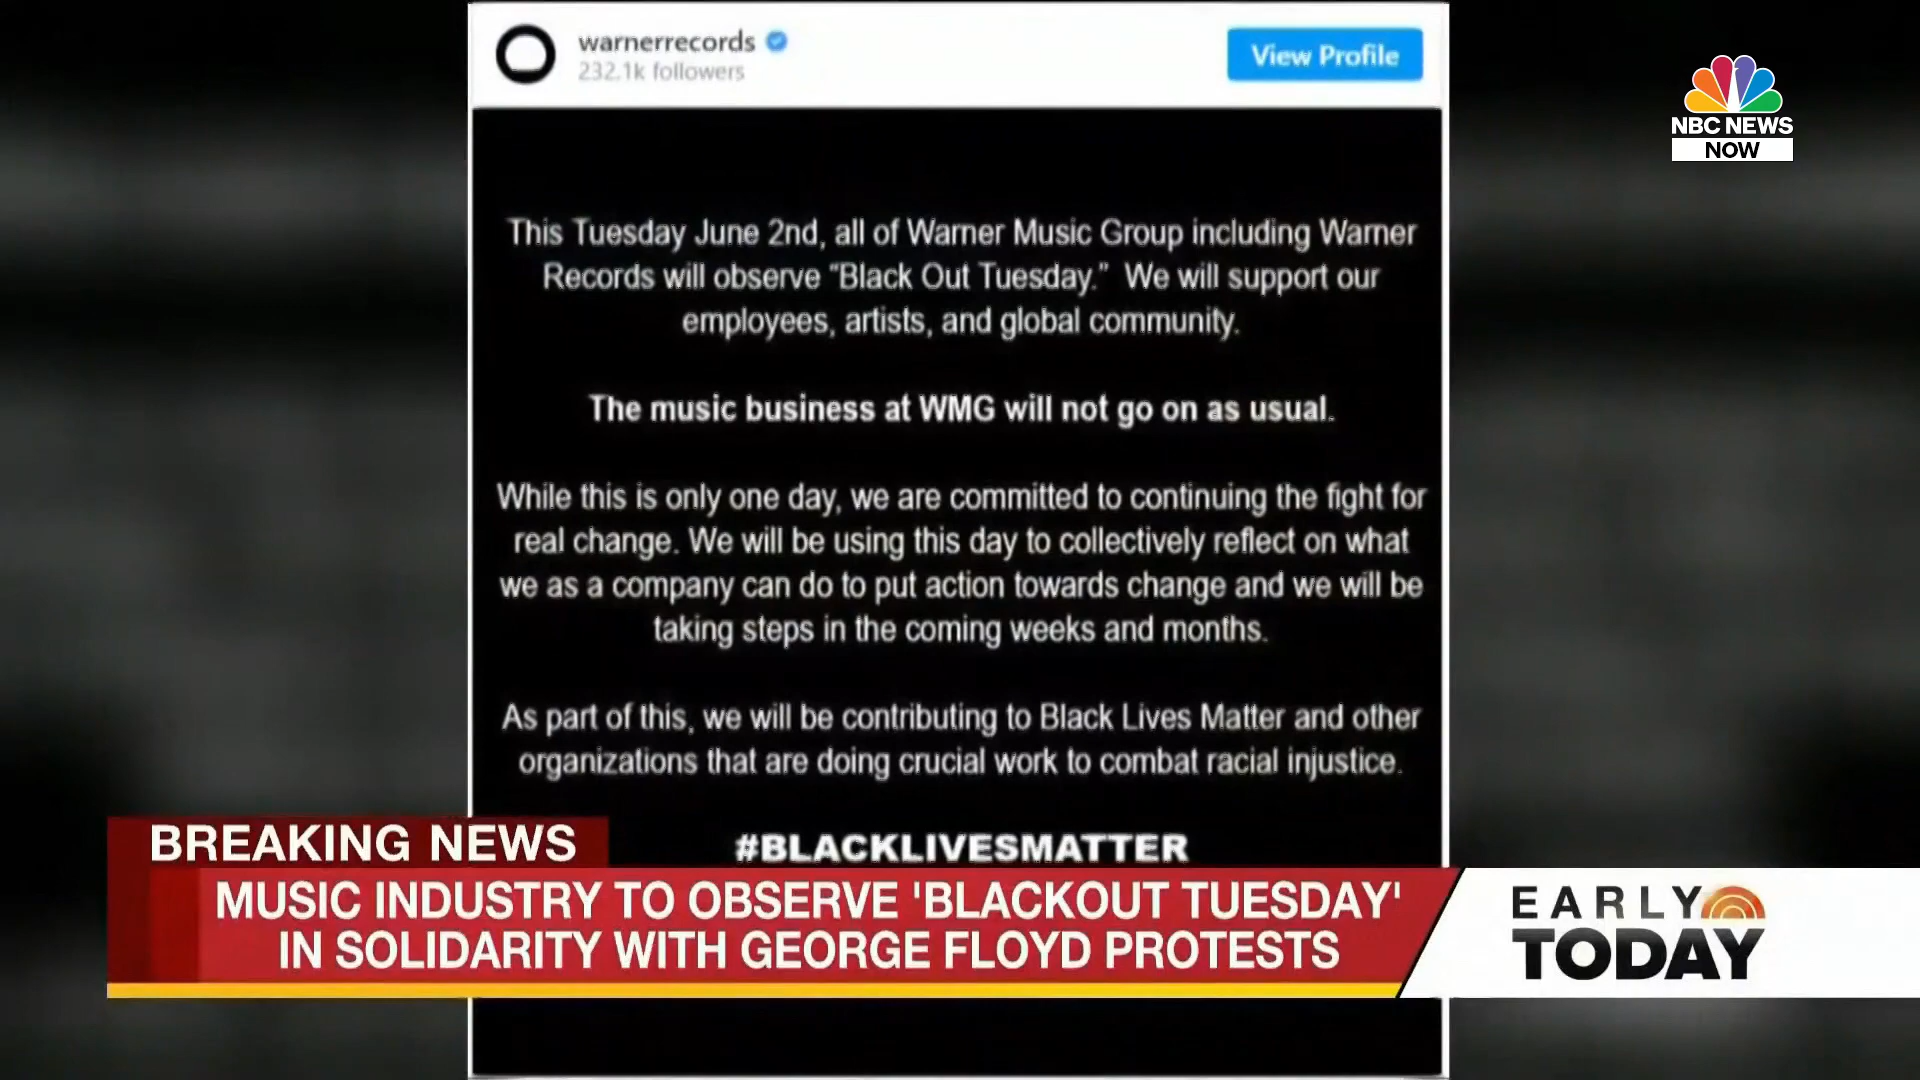 warnerrecords
232.1k followers
View Profile
NBC NEWS
NOW
This Tuesday June 2nd, all of Warner Music Group including Warner
Records will observe “Black Out Tuesday.” We will support our
employees, artists, and global community.
The music business at WMG will not go on as usual.
While this is only one day, we are committed to continuing the fight for
real change. We will be using this day to collectively reflect on what
we as a company can do to put action towards change and we will be
taking steps in the coming weeks and months.
As part of this, we will be contributing to Black Lives Matter and other
organizations that are doing crucial work to combat racial injustice.
#BLACKLIVESMATTER
BREAKING NEWS
MUSIC INDUSTRY TO OBSERVE 'BLACKOUT TUESDAY'
IN SOLIDARITY WITH GEORGE FLOYD PROTESTS
EARLY
TODAY